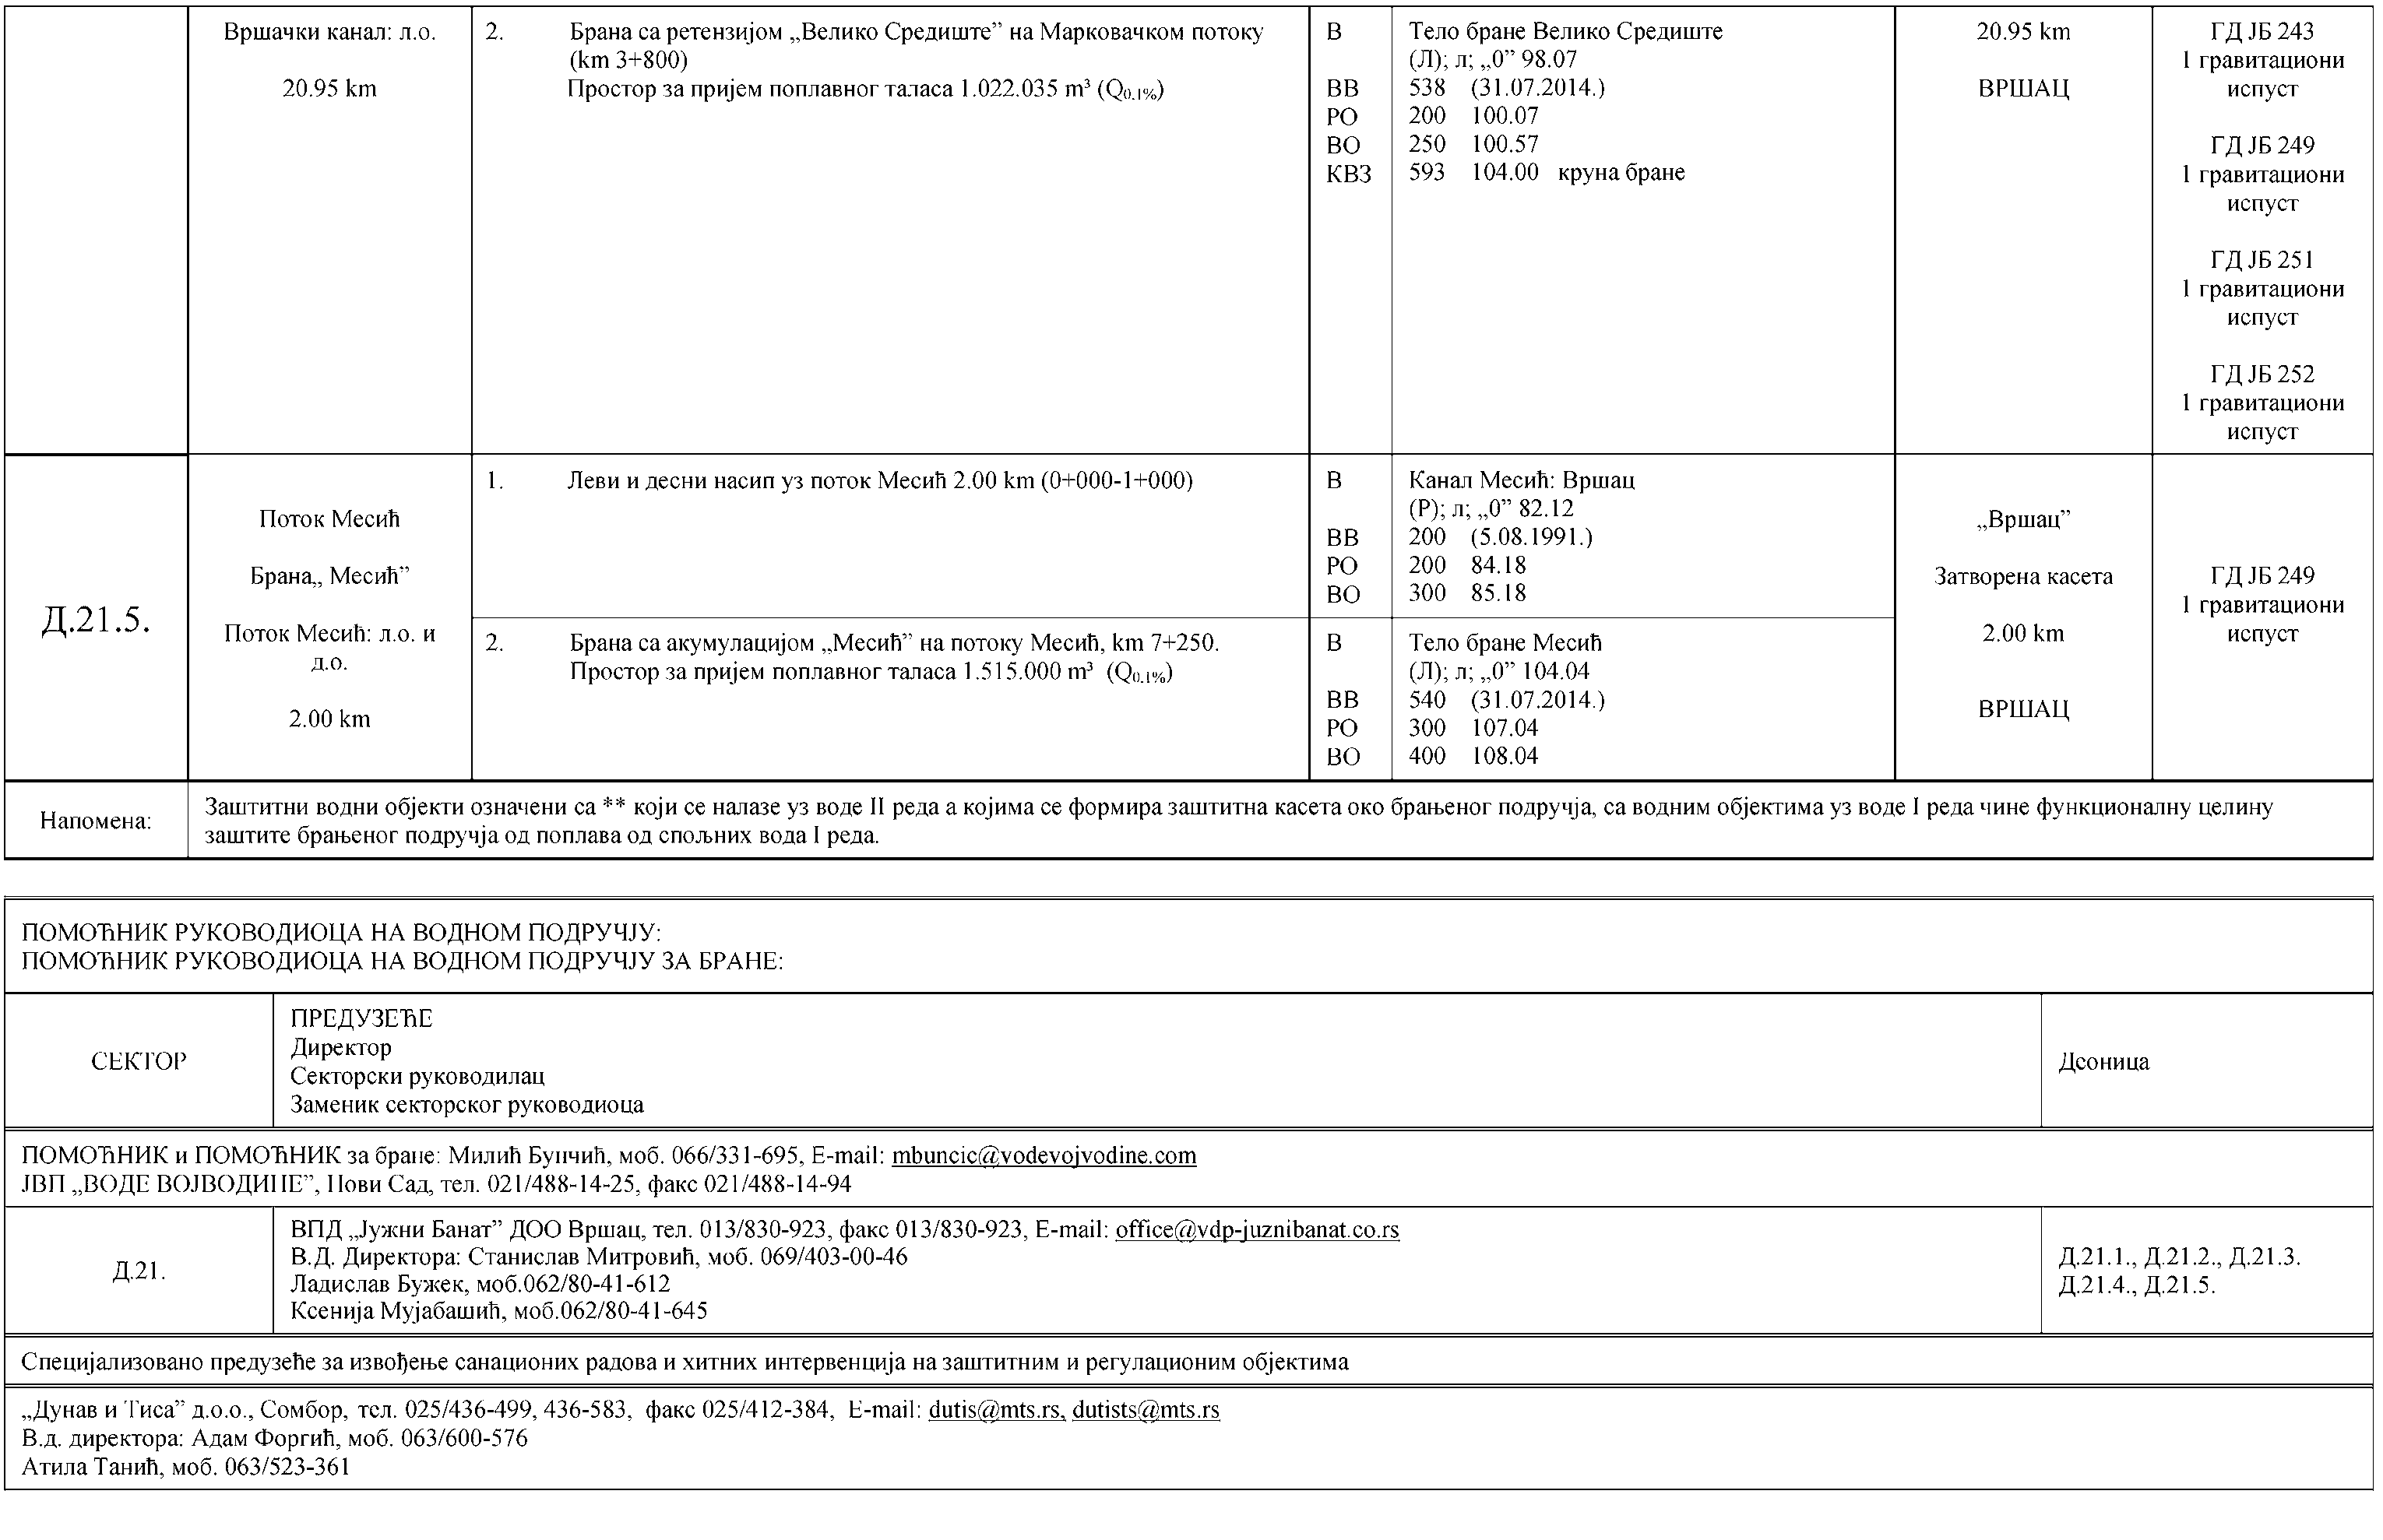 Вршачки канал: л.о.
20.95 km
2. Брана са ретензијом „Велико Средиште” на Марковачком потоку
(km 3+800)
Простор за пријем поплавног таласа 1.022.035 m³ (Q0,1%)
В Тело бране Велико Средиште
(Л); л; „0” 98.07
ВВ 538 (31.07.2014.)
РО 200 100.07
ВО 250 100.57
КВЗ 593 104.00 круна бране
20.95 km
ВРШАЦ
ГД ЈБ 243
1 гравитациони
испуст
ГД ЈБ 249
1 гравитациони
испуст
ГД ЈБ 251
1 гравитациони
испуст
ГД ЈБ 252
1 гравитациони
испуст
Д.21.5.
Поток Месић
Брана„ Месић”
Поток Месић: л.о. и
д.о.
2.00 km
1. Леви и десни насип уз поток Месић 2.00 km (0+000-1+000)
В Канал Месић: Вршац
(Р); л; „0” 82.12
ВВ 200 (5.08.1991.)
РО 200 84.18
ВО 300 85.18
2. Брана са акумулацијом „Месић” на потоку Месић, km 7+250.
Простор за пријем поплавног таласа 1.515.000 m³ (Q0,1%)
В Тело бране Месић
(Л); л; „0” 104.04
ВВ 540 (31.07.2014.)
РО 300 107.04
ВО 400 108.04
„Вршац”
Затворена касета
2.00 km
ВРШАЦ
ГД ЈБ 249
1 гравитациони
испуст
Напомена:
Заштитни водни објекти означени са ** који се налазе уз воде II реда а којима се формира заштитна касета око брањеног подручја, са водним објектима уз воде I реда чине функционалну целину
заштите брањеног подручја од поплава од спољних вода I реда.
ПОМОЋНИК РУКОВОДИОЦА НА ВОДНОМ ПОДРУЧЈУ:
ПОМОЋНИК РУКОВОДИОЦА НА ВОДНОМ ПОДРУЧЈУ ЗА БРАНЕ:
СЕКТОР
ПРЕДУЗЕЋЕ
Директор
Секторски руководилац
Заменик секторског руководиоца
Деоница
ПОМОЋНИК и ПОМОЋНИК за бране: Милић Бунчић, моб. 066/331-695, E-mail: mbuncic@vodevojvodine.com
ЈВП „ВОДЕ ВОЈВОДИНЕ”, Нови Сад, тел. 021/488-14-25, факс 021/488-14-94
Д.21.
ВПД „Јужни Банат” ДОО Вршац, тел. 013/830-923, факс 013/830-923, E-mail: office@vdp-juznibanat.co.rs
В.Д. Директора: Станислав Митровић, моб. 069/403-00-46
Ладислав Бужек, моб.062/80-41-612
Ксенија Мујабашић, моб.062/80-41-645
Д.21.1., Д.21.2., Д.21.3.
Д.21.4., Д.21.5.
Специјализовано предузеће за извођење санационих радова и хитних интервенција на заштитним и регулационим објектима
„Дунав и Тиса” д.о.о., Сомбор, тел. 025/436-499, 436-583, факс 025/412-384, E-mail: dutis@mts.rs, dutists@mts.rs
В.д. директора: Адам Форгић, моб. 063/600-576
Атила Танић, моб. 063/523-361